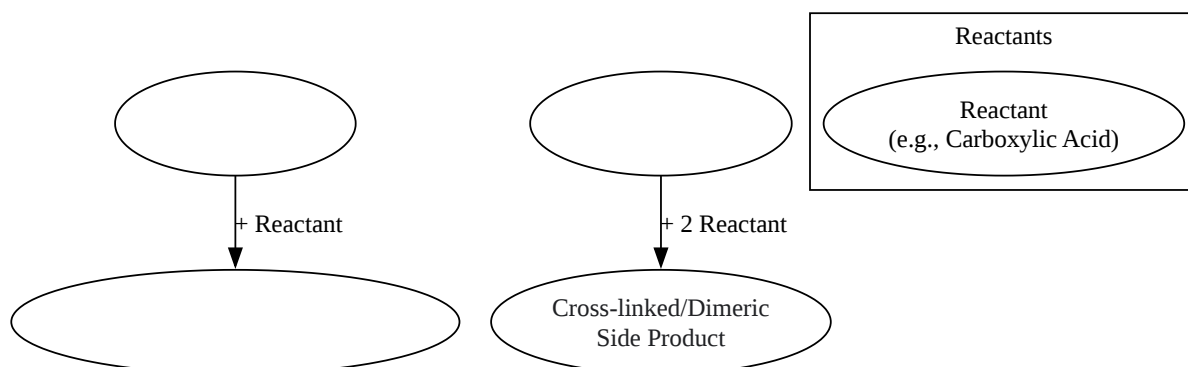 Reactants
Reactant
(e.g., Carboxylic Acid)
+ Reactant
+ 2 Reactant
Cross-linked/Dimeric
Side Product